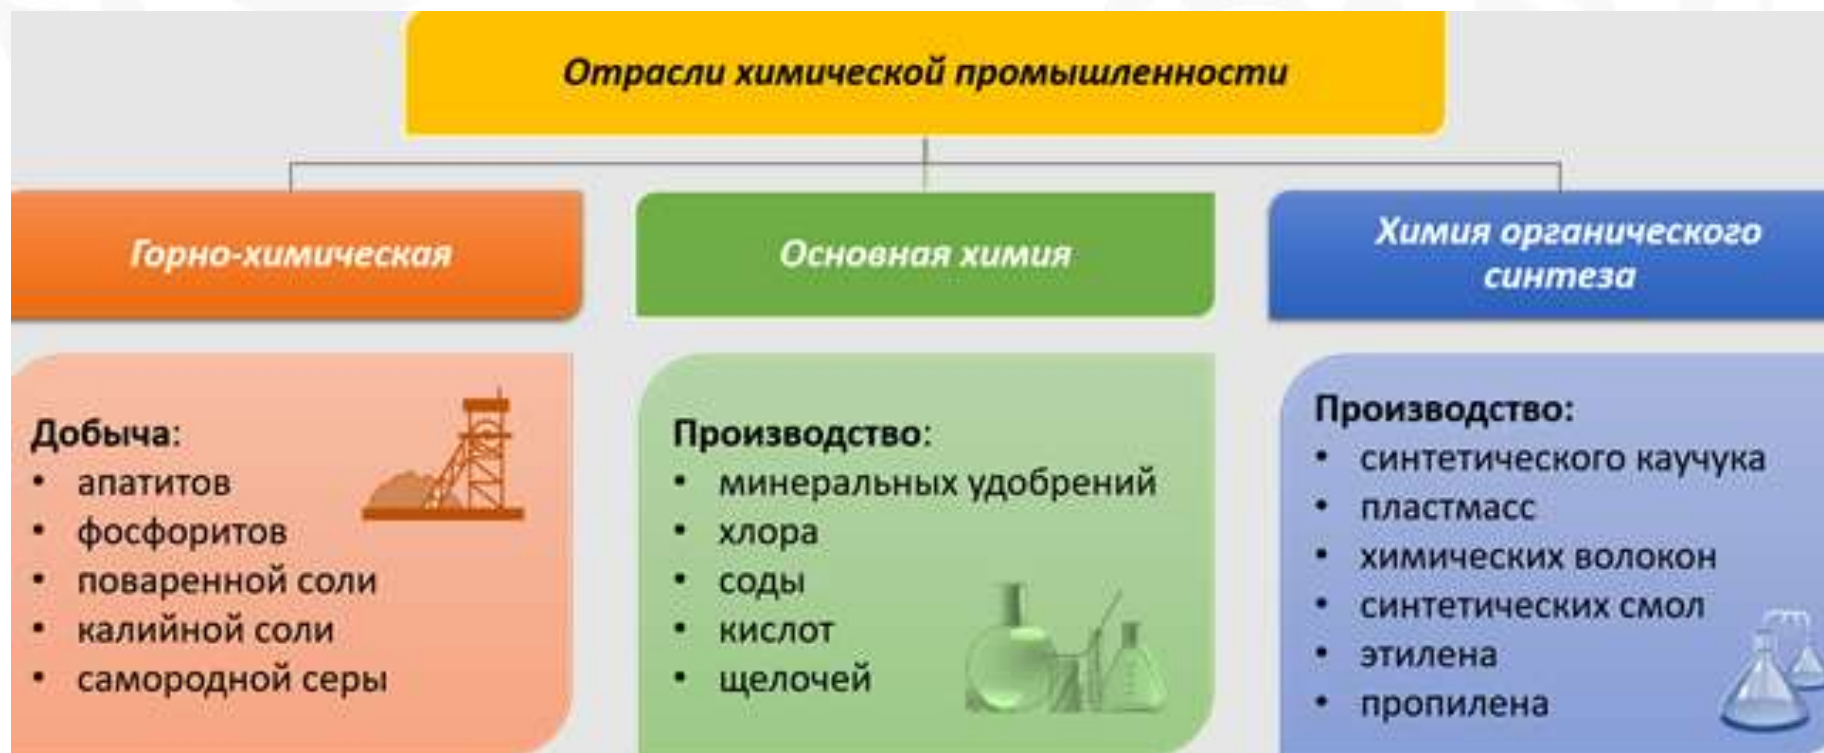 Отрасли химической промышленности
Горно-химическая
Основная химия
Химия органического
синтеза
Добыча:
• апатитов
• фосфоритов
• поваренной соли
• калийной соли
• самородной серы
Производство:
• минеральных удобрений
• хлора
• соды
• кислот
• щелочей
Производство:
• синтетического каучука
• пластмасс
• химических волокон
• синтетических смол
• этилена
• пропилена